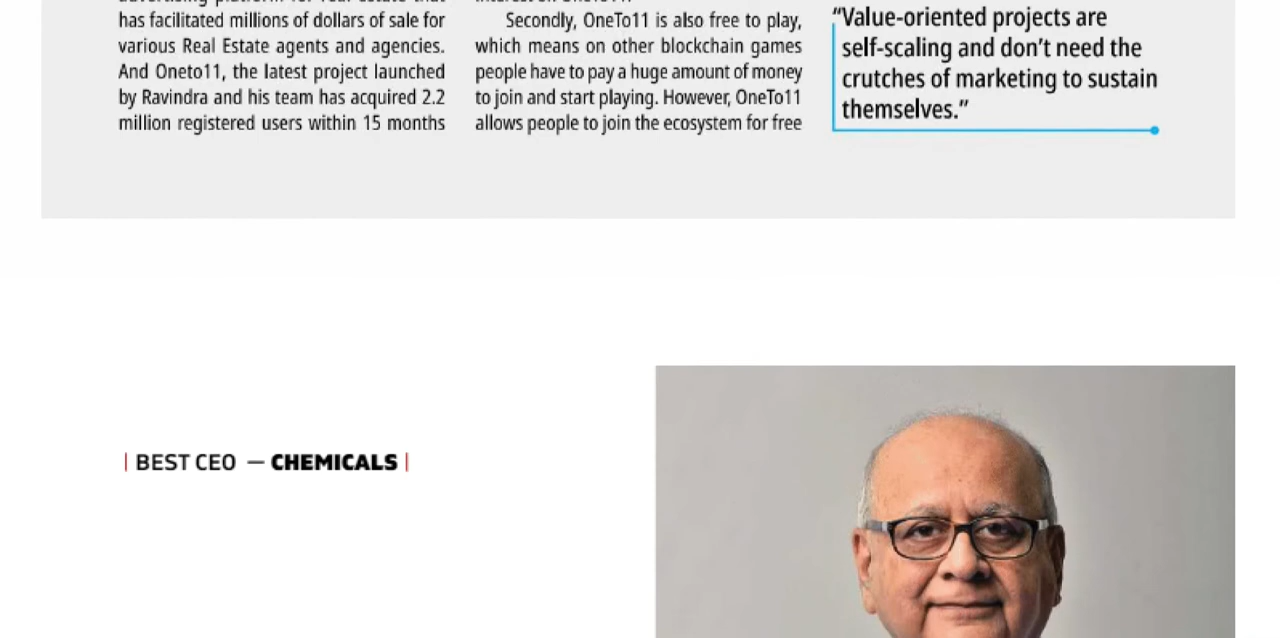 has facilitated millions of dollars of sale for
various Real Estate agents and agencies.
And Oneto11, the latest project launched
by Ravindra and his team has acquired 2.2
million registered users within 15 months
Secondly, OneTo11 is also free to play,
which means on other blockchain games
people have to pay a huge amount of money
to join and start playing. However, OneTo11
allows people to join the ecosystem for free
“Value-oriented projects are
self-scaling and don’t need the
crutches of marketing to sustain
themselves.”
| BEST CEO — CHEMICALS |